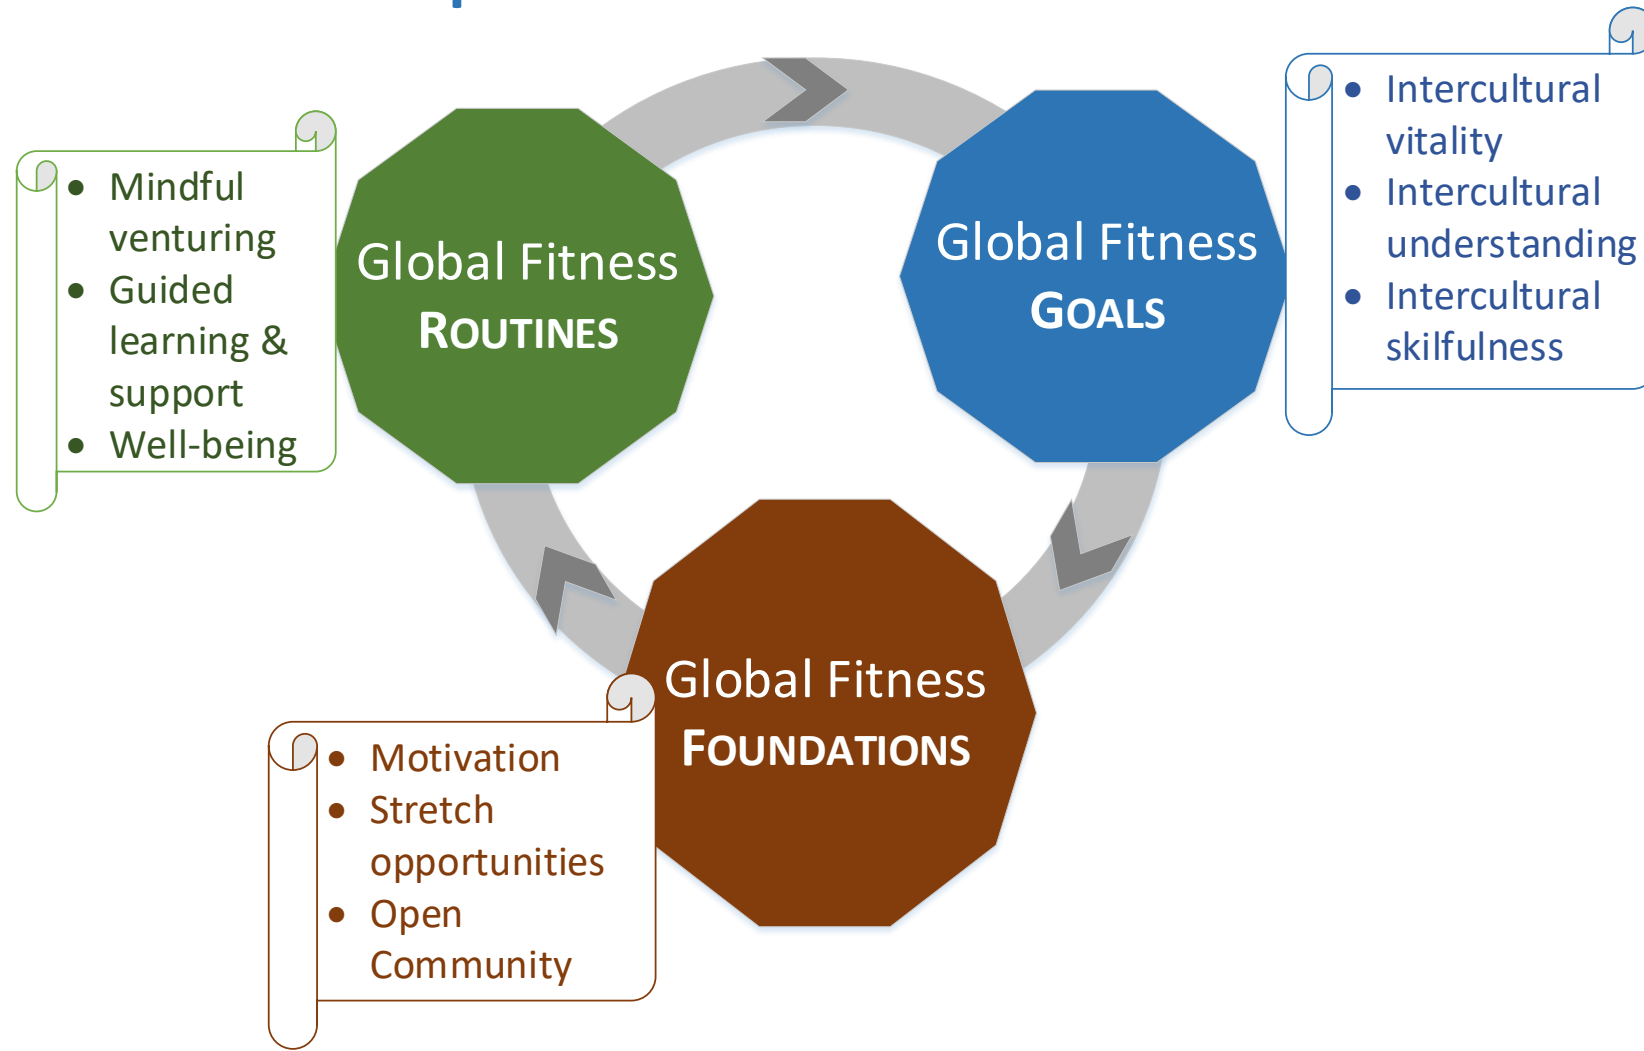 Global Fitness
ROUTINES
• Mindful
venturing
• Guided
learning &
support
• Well-being
Global Fitness
GOALS
• Intercultural
vitality
• Intercultural
understanding
• Intercultural
skilfulness
Global Fitness
FOUNDATIONS
• Motivation
• Stretch
opportunities
• Open
Community